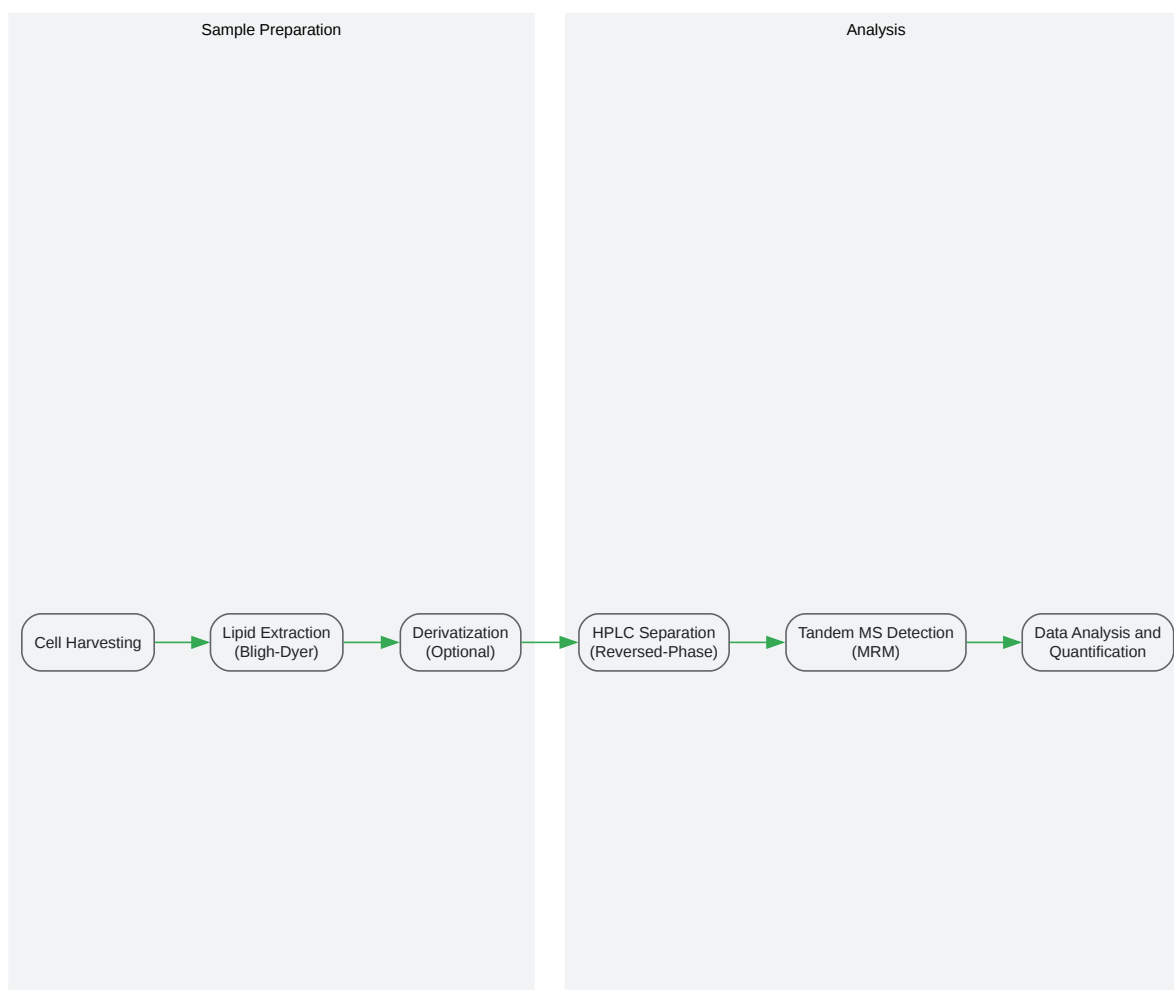 Sample Preparation
Analysis
Cell Harvesting
Lipid Extraction
(Bligh-Dyer)
Derivatization
(Optional)
HPLC Separation
(Reversed-Phase)
Tandem MS Detection
(MRM)
Data Analysis and
Quantification